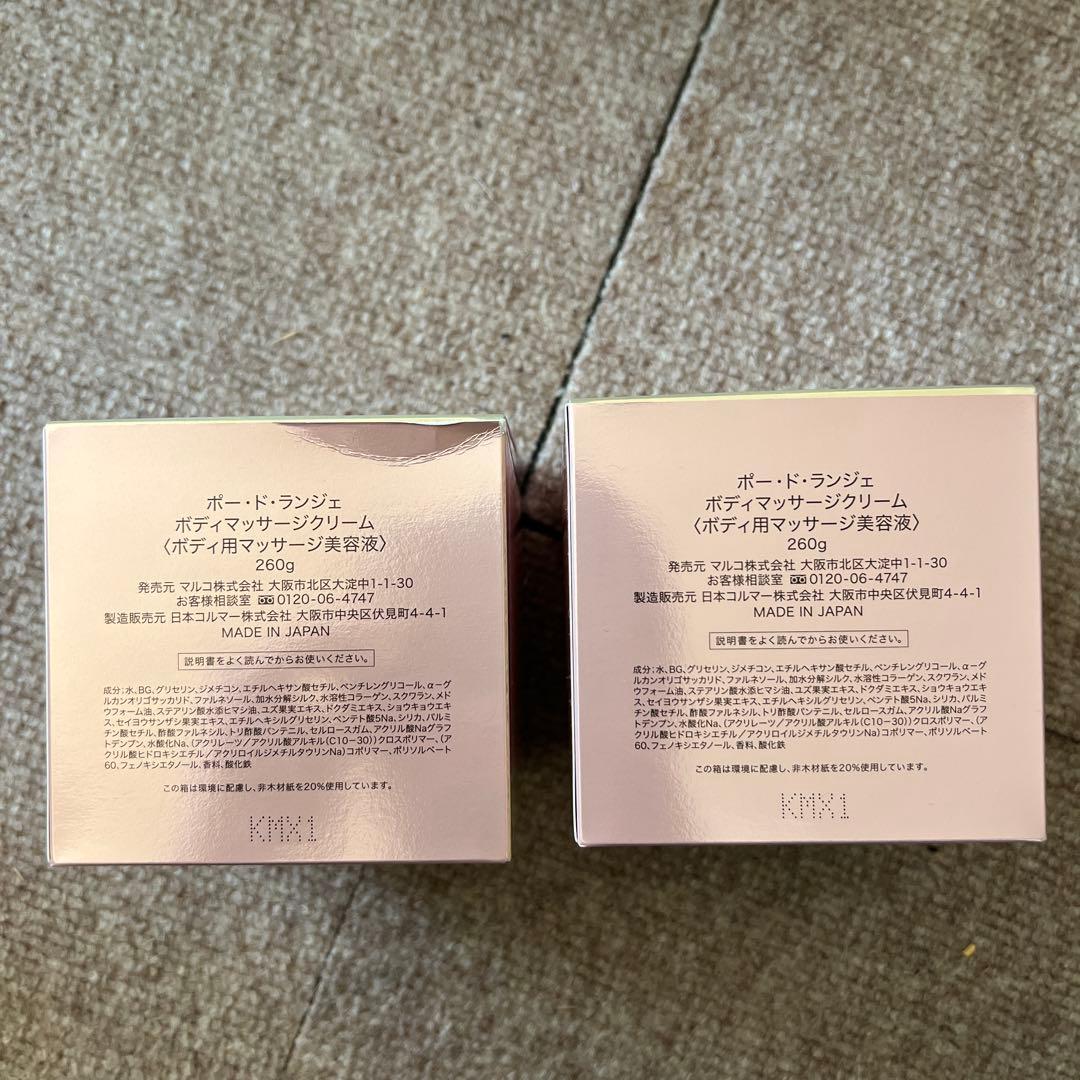 ポー・ド・ランジェ
ボディマッサージクリーム
〈ボディ用マッサージ美容液〉
260g
発売元 マルコ株式会社 大阪市北区大淀中1-1-30
お客様相談室 0120-06-4747
製造販売元 日本コルマー株式会社 大阪市中央区伏見町4-4-1
MADE IN JAPAN
説明書をよく読んでからお使いください。
成分;水、BG、グリセリン、ジメチコン、エチルヘキサン酸セチル、ペンチレングリコール、α−グ
ルカンオリゴサッカリド、ファルネソール、加水分解シルク、水溶性コラーゲン、スクワラン、メド
ウフォーム油、ステアリン酸水添ヒマシ油、ユズ果実エキス、ドクダミエキス、ショウキョウエキ
ス、セイヨウサンザシ果実エキス、エチルヘキシルグリセリン、ペンテト酸5Na、シリカ、パルミ
チン酸セチル、酢酸ファルネシル、トリ酢酸パンテニル、セルロースガム、アクリル酸Naグラフ
トデンプン、水酸化Na、(アクリレーツ/アクリル酸アルキル(C10−30))クロスポリマー、(ア
クリル酸ヒドロキシエチル/アクリロイルジメチルタウリンNa)コポリマー、ポリソルベート
60、フェノキシエタノール、香料、酸化鉄
この箱は環境に配慮し、非木材紙を20%使用しています。
KMX1
ポー・ド・ランジェ
ボディマッサージクリーム
〈ボディ用マッサージ美容液〉
260g
発売元 マルコ株式会社 大阪市北区大淀中1-1-30
お客様相談室 0120-06-4747
製造販売元 日本コルマー株式会社 大阪市中央区伏見町4-4-1
MADE IN JAPAN
説明書をよく読んでからお使いください。
成分;水、BG、グリセリン、ジメチコン、エチルヘキサン酸セチル、ペンチレングリコール、α−グ
ルカンオリゴサッカリド、ファルネソール、加水分解シルク、水溶性コラーゲン、スクワラン、メド
ウフォーム油、ステアリン酸水添ヒマシ油、ユズ果実エキス、ドクダミエキス、ショウキョウエキ
ス、セイヨウサンザシ果実エキス、エチルヘキシルグリセリン、ペンテト酸5Na、シリカ、パルミ
チン酸セチル、酢酸ファルネシル、トリ酢酸パンテニル、セルロースガム、アクリル酸Naグラフ
トデンプン、水酸化Na、(アクリレーツ/アクリル酸アルキル(C10−30))クロスポリマー、(ア
クリル酸ヒドロキシエチル/アクリロイルジメチルタウリンNa)コポリマー、ポリソルベート
60、フェノキシエタノール、香料、酸化鉄
この箱は環境に配慮し、非木材紙を20%使用しています。
KMX1